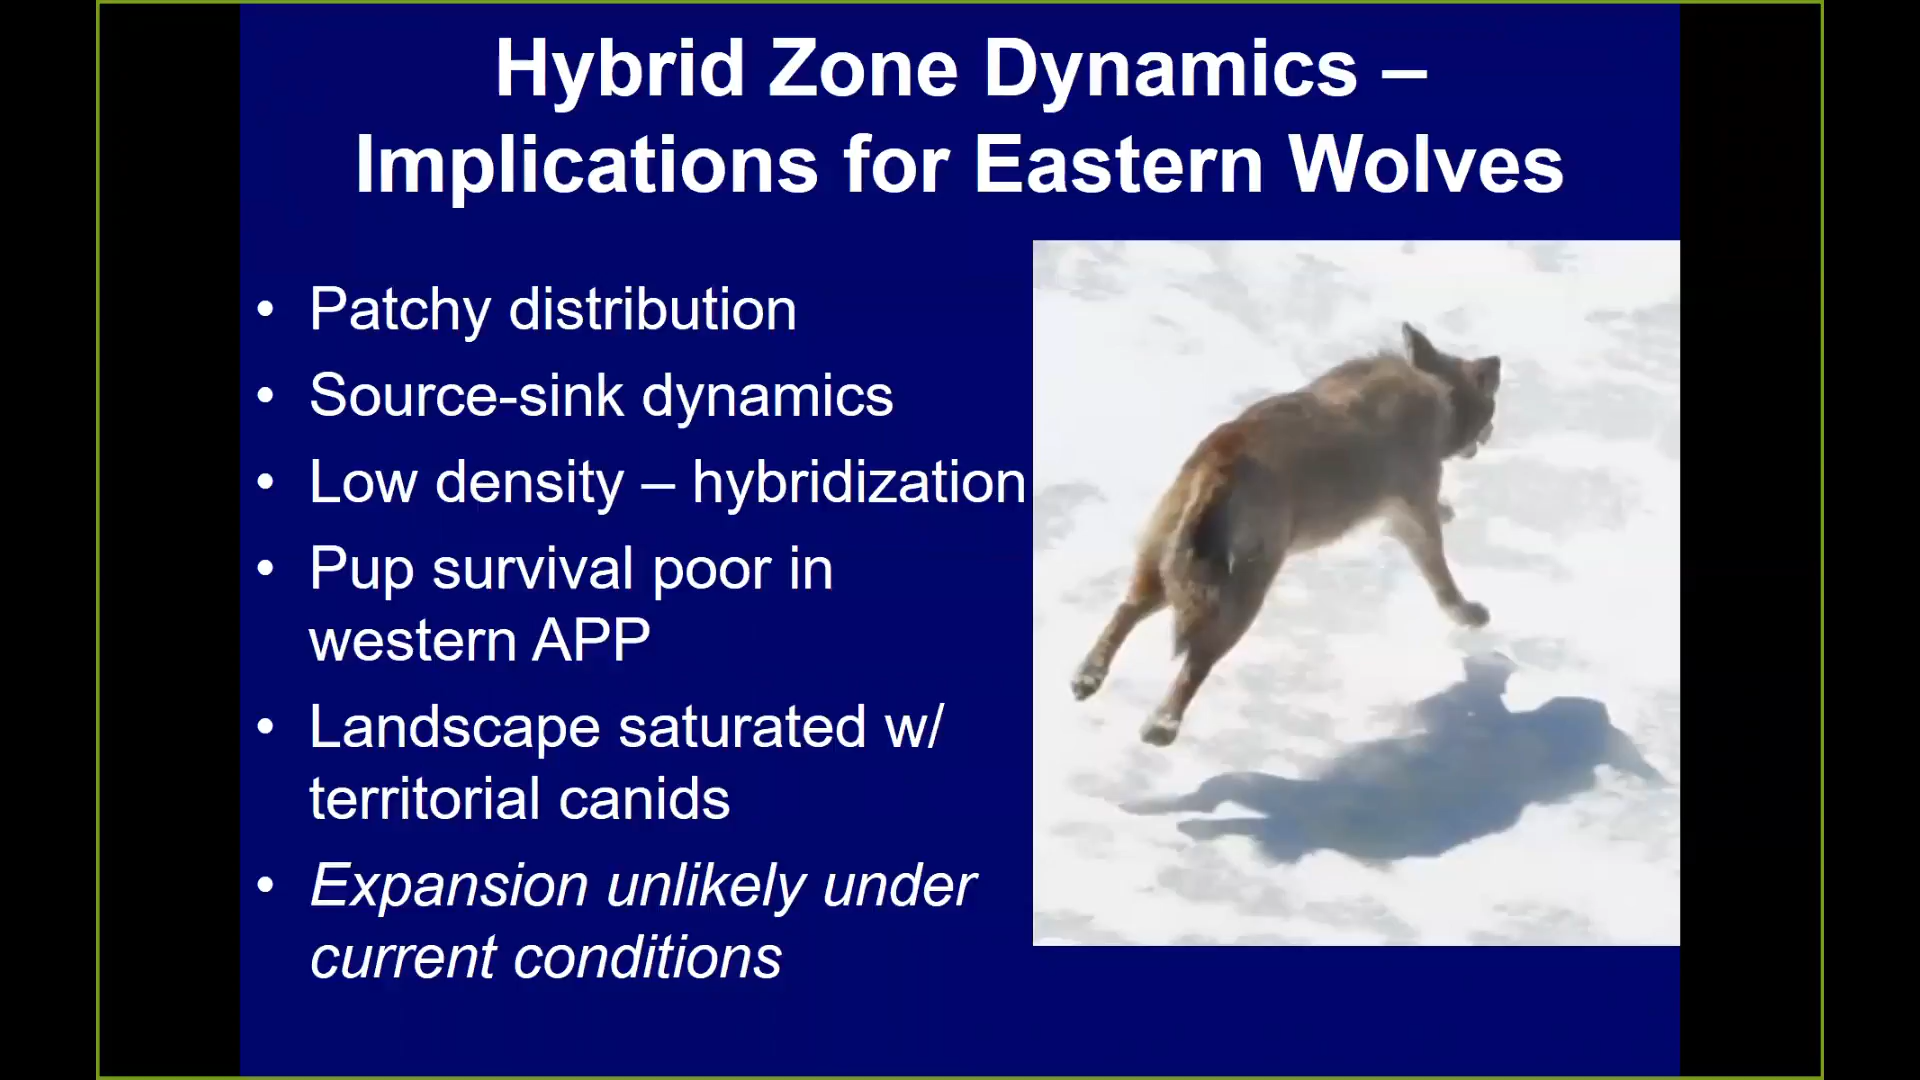 Hybrid Zone Dynamics –
Implications for Eastern Wolves
• Patchy distribution
• Source-sink dynamics
• Low density – hybridization
• Pup survival poor in
western APP
• Landscape saturated w/
territorial canids
• Expansion unlikely under
current conditions